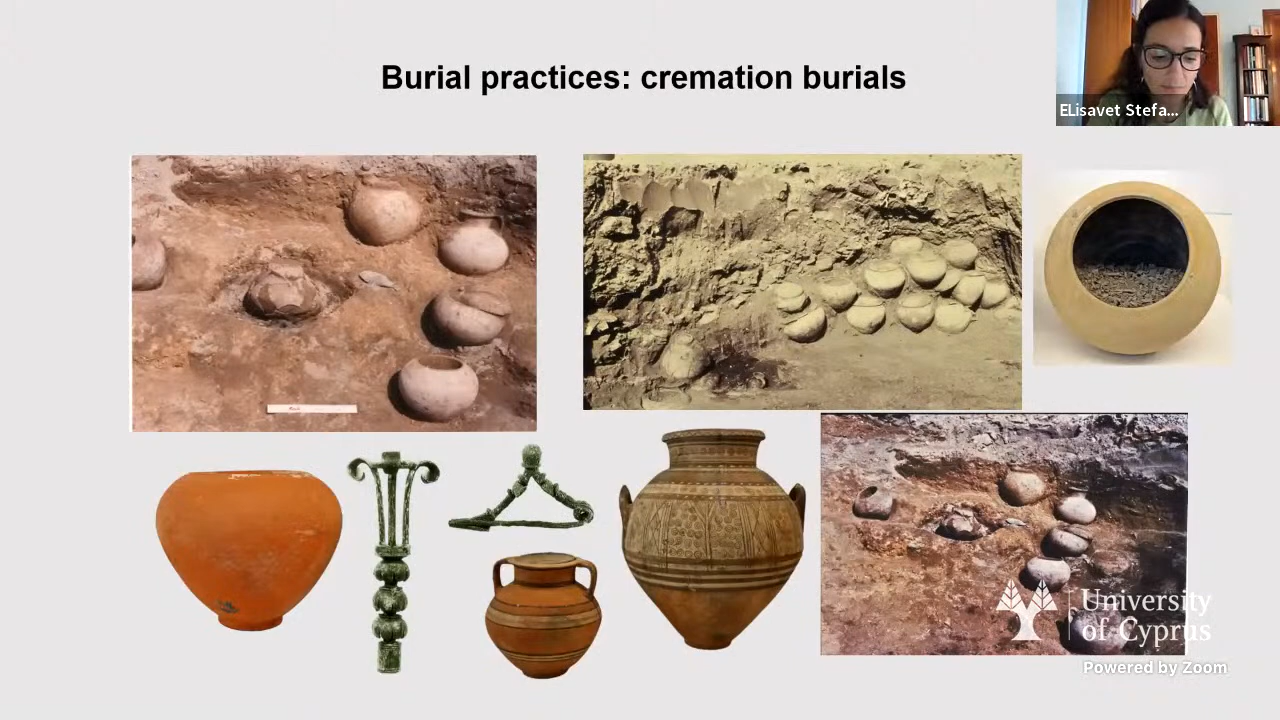 Burial practices: cremation burials
ELisavet Stefa...
University
of Cyprus
Powered by Zoom